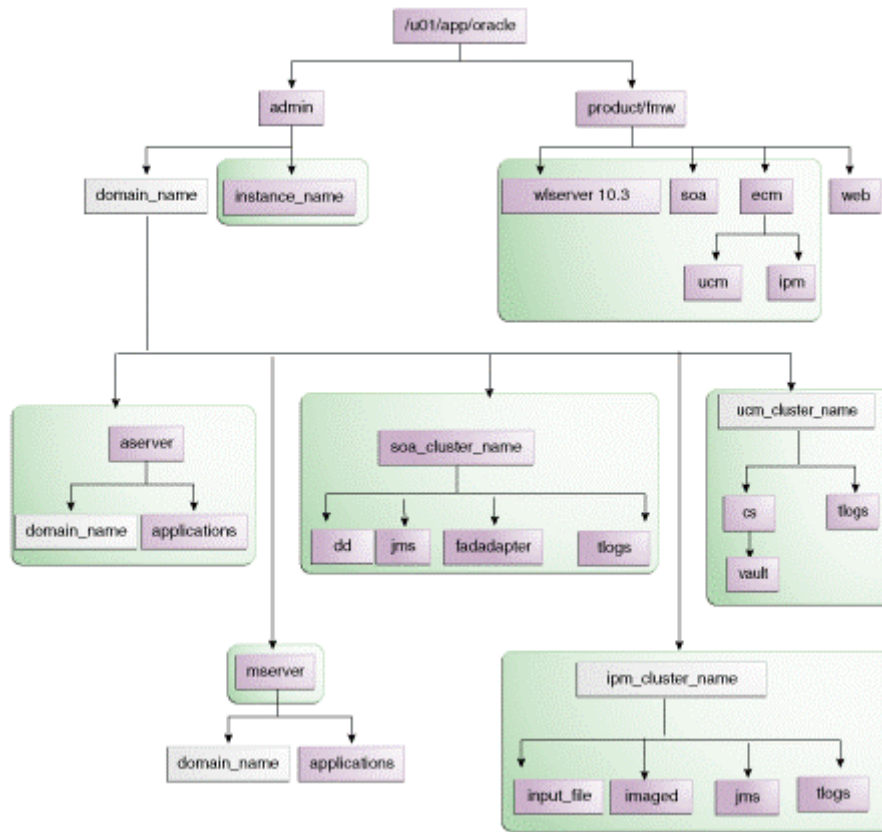 /u01/app/oracle
admin
product/fmw
domain_name
instance_name
wlserver 10.3
soa
ecm
web
ucm
ipm
aserver
domain_name
applications
soa_cluster_name
dd
jms
fadadapter
tlogs
ucm_cluster_name
cs
tlogs
vault
mserver
domain_name
applications
ipm_cluster_name
input_file
imaged
jms
tlogs